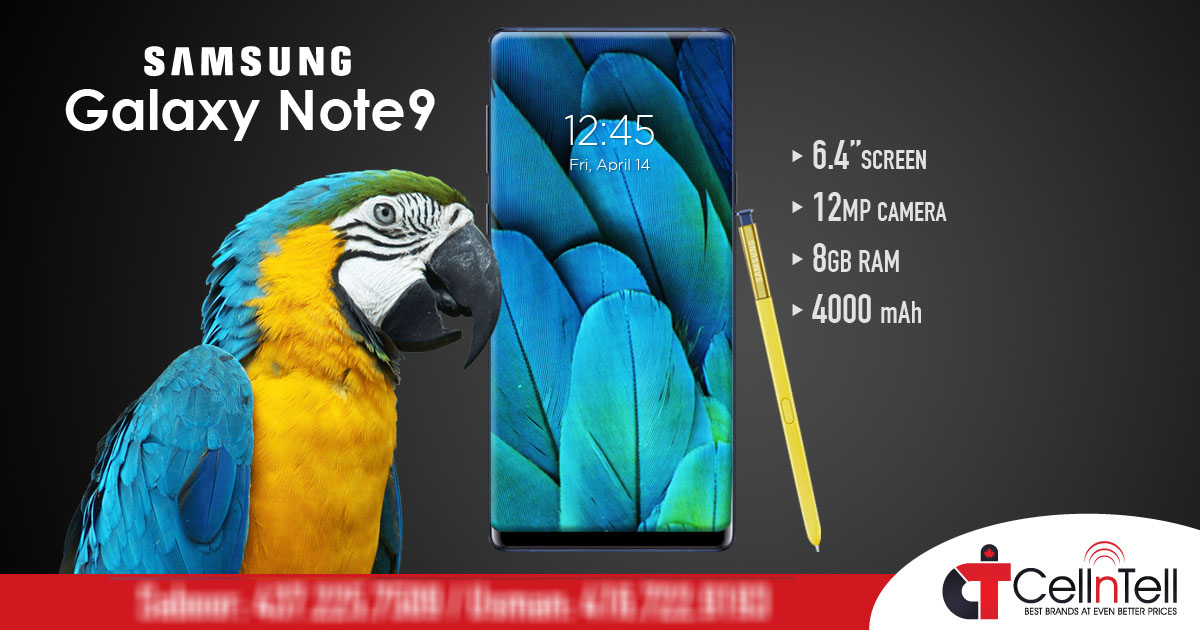 SAMSUNG
Galaxy Note9
12:45
Fri, April 14
6.4”SCREEN
12MP CAMERA
8GB RAM
4000 mAh
SAMSUNG
CellnTell
BEST BRANDS AT EVEN BETTER PRICES